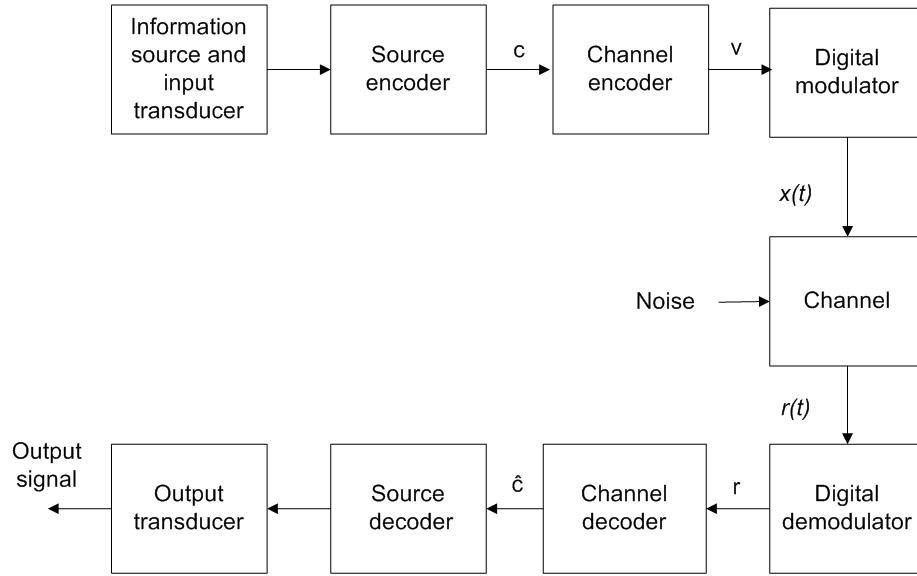 Information
source and
input
transducer
Source
encoder
c
Channel
encoder
v
Digital
modulator
x(t)
Noise
Channel
r(t)
Output
signal
Output
transducer
Source
decoder
ĉ
Channel
decoder
r
Digital
demodulator